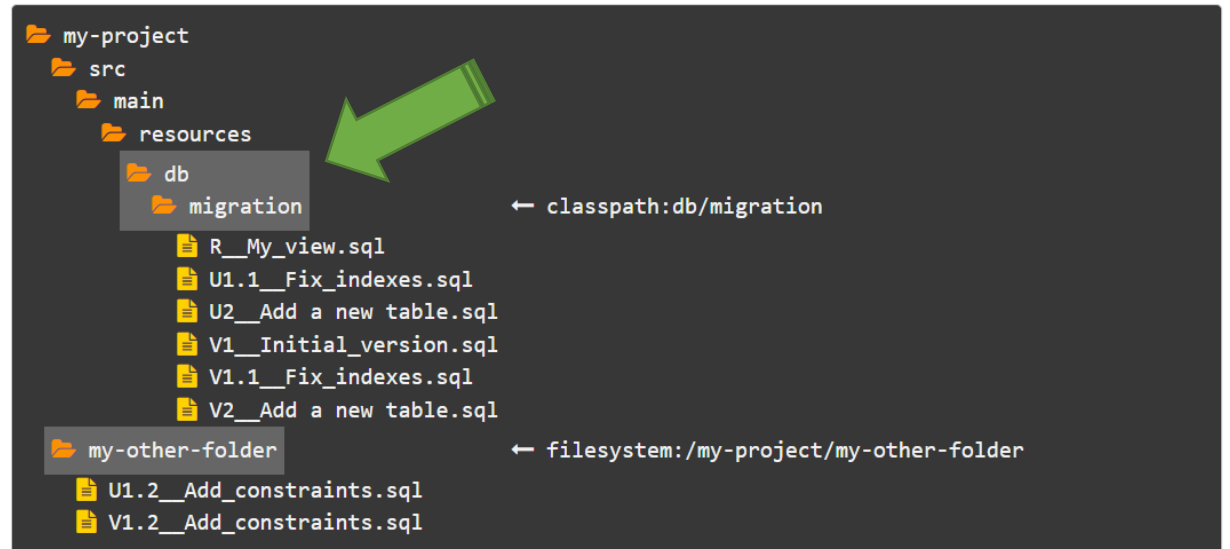 my-project
src
main
resources
db
migration ← classpath:db/migration
R__My_view.sql
U1.1__Fix_indexes.sql
U2__Add a new table.sql
V1__Initial_version.sql
V1.1__Fix_indexes.sql
V2__Add a new table.sql
my-other-folder ← filesystem:/my-project/my-other-folder
U1.2__Add_constraints.sql
V1.2__Add_constraints.sql